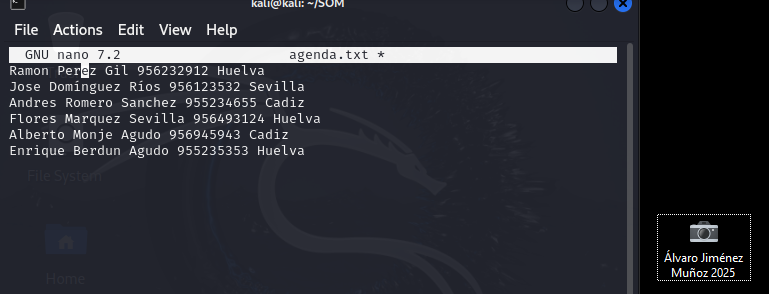 kali@kali: ~/SOM
File Actions Edit View Help
GNU nano 7.2 agenda.txt *
Ramon Perez Gil 956232912 Huelva
Jose Domínguez Ríos 956123532 Sevilla
Andres Romero Sanchez 955234655 Cadiz
Flores Marquez Sevilla 956493124 Huelva
Alberto Monje Agudo 956945943 Cadiz
Enrique Berdun Agudo 955235353 Huelva
File System
Home
Álvaro Jiménez
Muñoz 2025